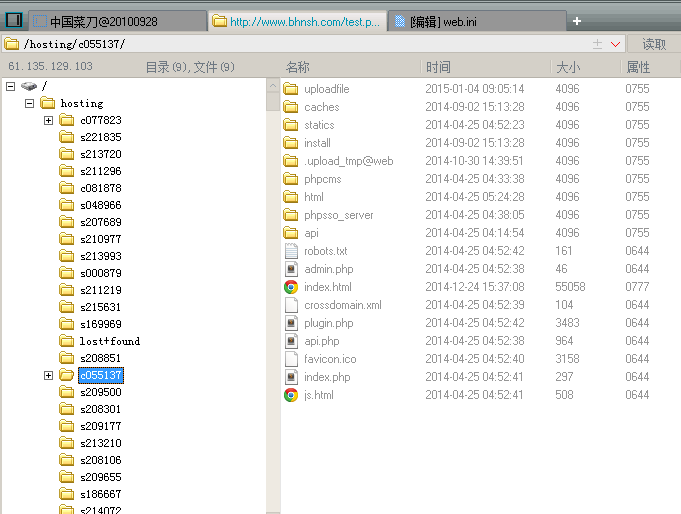 中国菜刀@20100928 http://www.bhnsh.com/test.p... [编辑] web.ini
/hosting/c055137/ 读取
61.135.129.103 目录(9),文件(9) 名称 时间 大小 属性
/
hosting
c077823
s221835
s213720
s211296
c081878
s048966
s207689
s210977
s213993
s000879
s211219
s215631
s169969
lost+found
s208851
c055137
s209500
s208301
s209177
s213210
s208106
s209655
s186667
s214072
uploadfile 2015-01-04 09:05:14 4096 0755
caches 2014-09-02 15:13:28 4096 0755
statics 2014-04-25 04:52:23 4096 0755
install 2014-09-02 15:13:28 4096 0755
.upload_tmp@web 2014-10-30 14:39:51 4096 0755
phpcms 2014-04-25 04:33:38 4096 0755
html 2014-04-25 05:24:28 4096 0755
phpsso_server 2014-04-25 04:38:05 4096 0755
api 2014-04-25 04:14:54 4096 0755
robots.txt 2014-04-25 04:52:42 161 0644
admin.php 2014-04-25 04:52:38 46 0644
index.html 2014-12-24 15:37:08 55058 0777
crossdomain.xml 2014-04-25 04:52:39 104 0644
plugin.php 2014-04-25 04:52:42 3483 0644
api.php 2014-04-25 04:52:38 964 0644
favicon.ico 2014-04-25 04:52:40 3158 0644
index.php 2014-04-25 04:52:41 297 0644
js.html 2014-04-25 04:52:41 508 0644